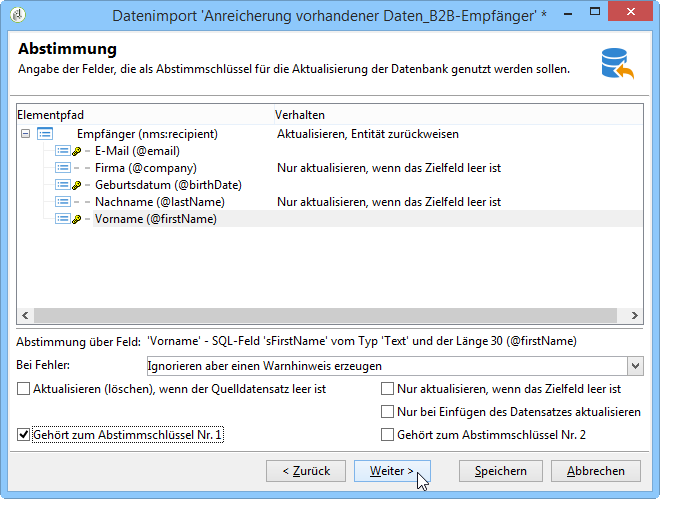 Datenimport 'Anreicherung vorhandener Daten_B2B-Empfänger' *
Abstimmung
Angabe der Felder, die als Abstimmschlüssel für die Aktualisierung der Datenbank genutzt werden sollen.
Elementpfad Verhalten
Empfänger (nms:recipient) Aktualisieren, Entität zurückweisen
E-Mail (@email)
Firma (@company) Nur aktualisieren, wenn das Zielfeld leer ist
Geburtsdatum (@birthDate)
Nachname (@lastName) Nur aktualisieren, wenn das Zielfeld leer ist
Vorname (@firstName)
Abstimmung über Feld: 'Vorname' - SQL-Feld 'sFirstName' vom Typ 'Text' und der Länge 30 (@firstName)
Bei Fehler: Ignorieren aber einen Warnhinweis erzeugen
Aktualisieren (löschen), wenn der Quelldatensatz leer ist Nur aktualisieren, wenn das Zielfeld leer ist
Nur bei Einfügen des Datensatzes aktualisieren
Gehört zum Abstimmschlüssel Nr. 1 Gehört zum Abstimmschlüssel Nr. 2
< Zurück Weiter > Speichern Abbrechen